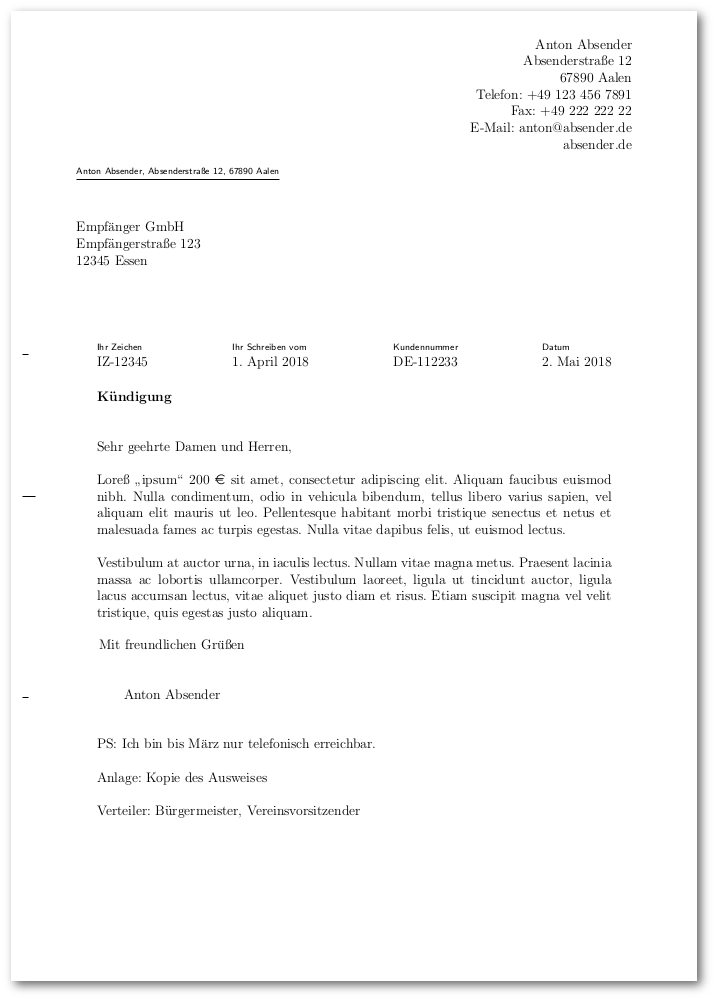 Anton Absender
Absenderstraße 12
67890 Aalen
Telefon: +49 123 456 7891
Fax: +49 222 222 22
E-Mail: anton@absender.de
absender.de
Anton Absender, Absenderstraße 12, 67890 Aalen
Empfänger GmbH
Empfängerstraße 123
12345 Essen
Ihr Zeichen Ihr Schreiben vom Kundennummer Datum
IZ-12345 1. April 2018 DE-112233 2. Mai 2018
Kündigung
Sehr geehrte Damen und Herren,
Loreß „ipsum“ 200 € sit amet, consectetur adipiscing elit. Aliquam faucibus euismod
nibh. Nulla condimentum, odio in vehicula bibendum, tellus libero varius sapien, vel
aliquam elit mauris ut leo. Pellentesque habitant morbi tristique senectus et netus et
malesuada fames ac turpis egestas. Nulla vitae dapibus felis, ut euismod lectus.
Vestibulum at auctor urna, in iaculis lectus. Nullam vitae magna metus. Praesent lacinia
massa ac lobortis ullamcorper. Vestibulum laoreet, ligula ut tincidunt auctor, ligula
lacus accumsan lectus, vitae aliquet justo diam et risus. Etiam suscipit magna vel velit
tristique, quis egestas justo aliquam.
Mit freundlichen Grüßen
Anton Absender
PS: Ich bin bis März nur telefonisch erreichbar.
Anlage: Kopie des Ausweises
Verteiler: Bürgermeister, Vereinsvorsitzender